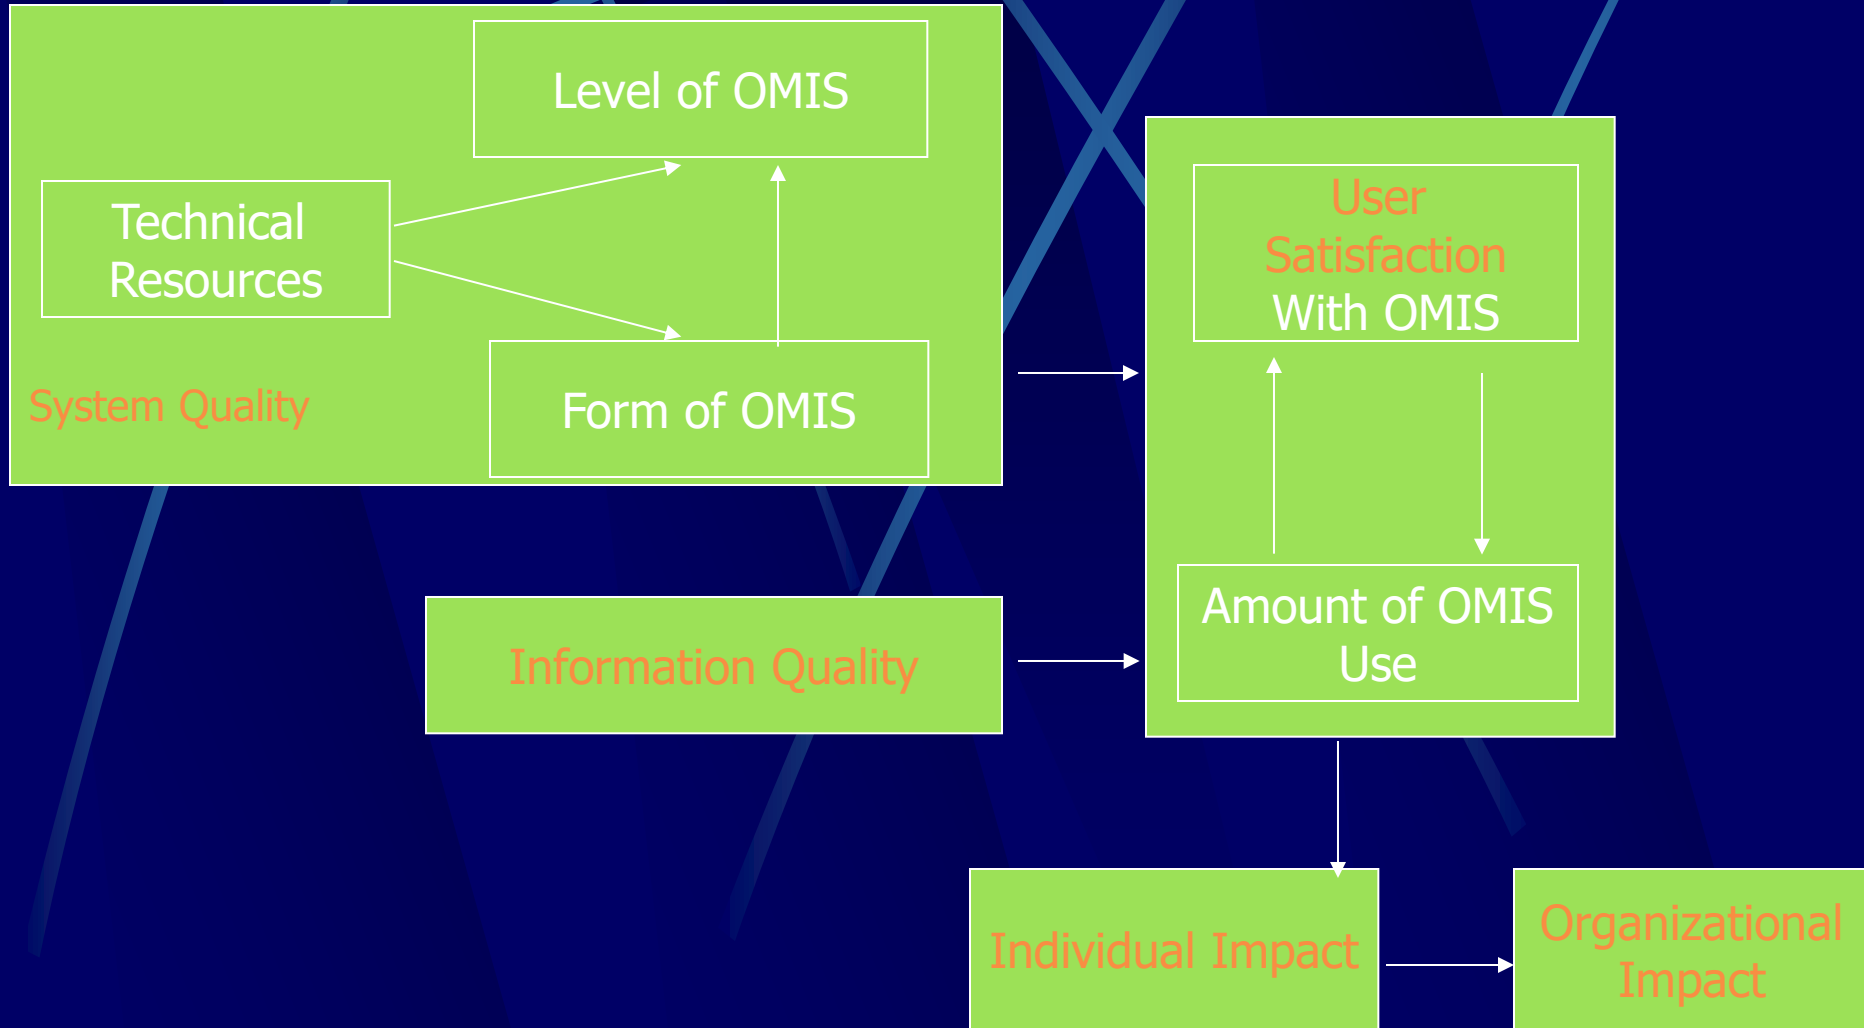 Level of OMIS
Technical
Resources
System Quality
Form of OMIS
User
Satisfaction
With OMIS
Amount of OMIS
Use
Information Quality
Individual Impact
Organizational
Impact